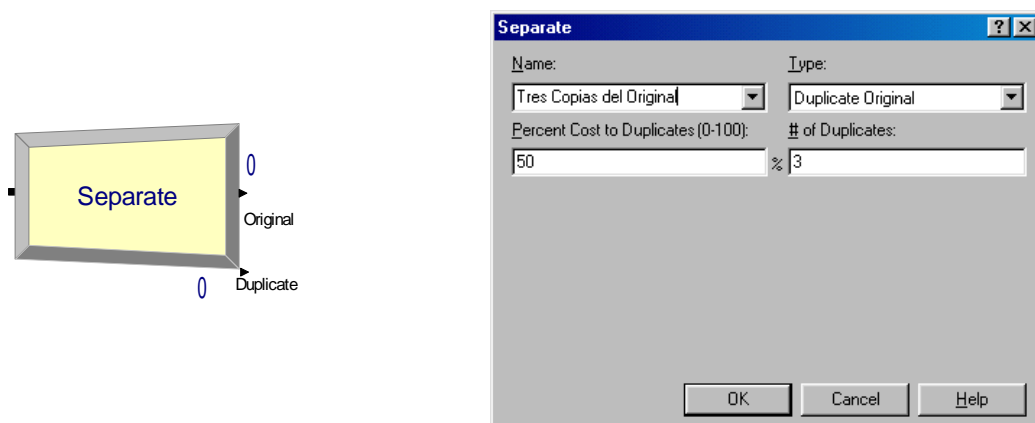 0
Separate
Original
Duplicate
0
Separate
Name:
Type:
Tres Copias del Original
Duplicate Original
Percent Cost to Duplicates (0-100):
# of Duplicates:
50
%
3
OK
Cancel
Help